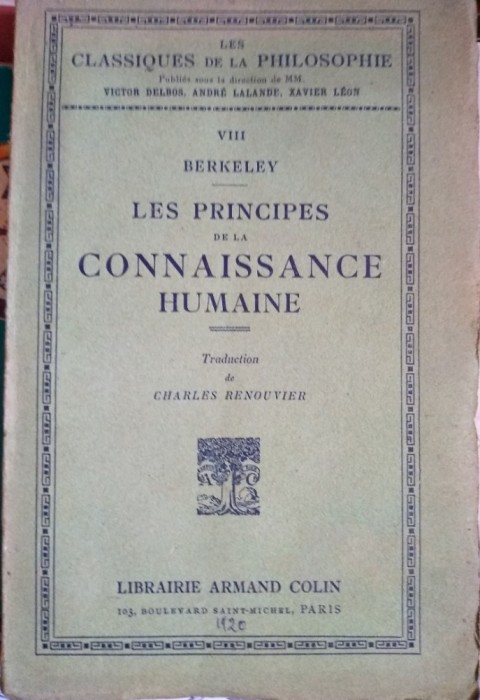 LES
CLASSIQUES DE LA PHILOSOPHIE
Publiés sous la direction de MM.
VICTOR DELBOS, ANDRÉ LALANDE, XAVIER LÉON
VIII
BERKELEY
LES PRINCIPES
DE LA
CONNAISSANCE
HUMAINE
Traduction
de
CHARLES RENOUVIER
A C
LIBRAIRIE ARMAND COLIN
103, BOULEVARD SAINT-MICHEL, PARIS
1920